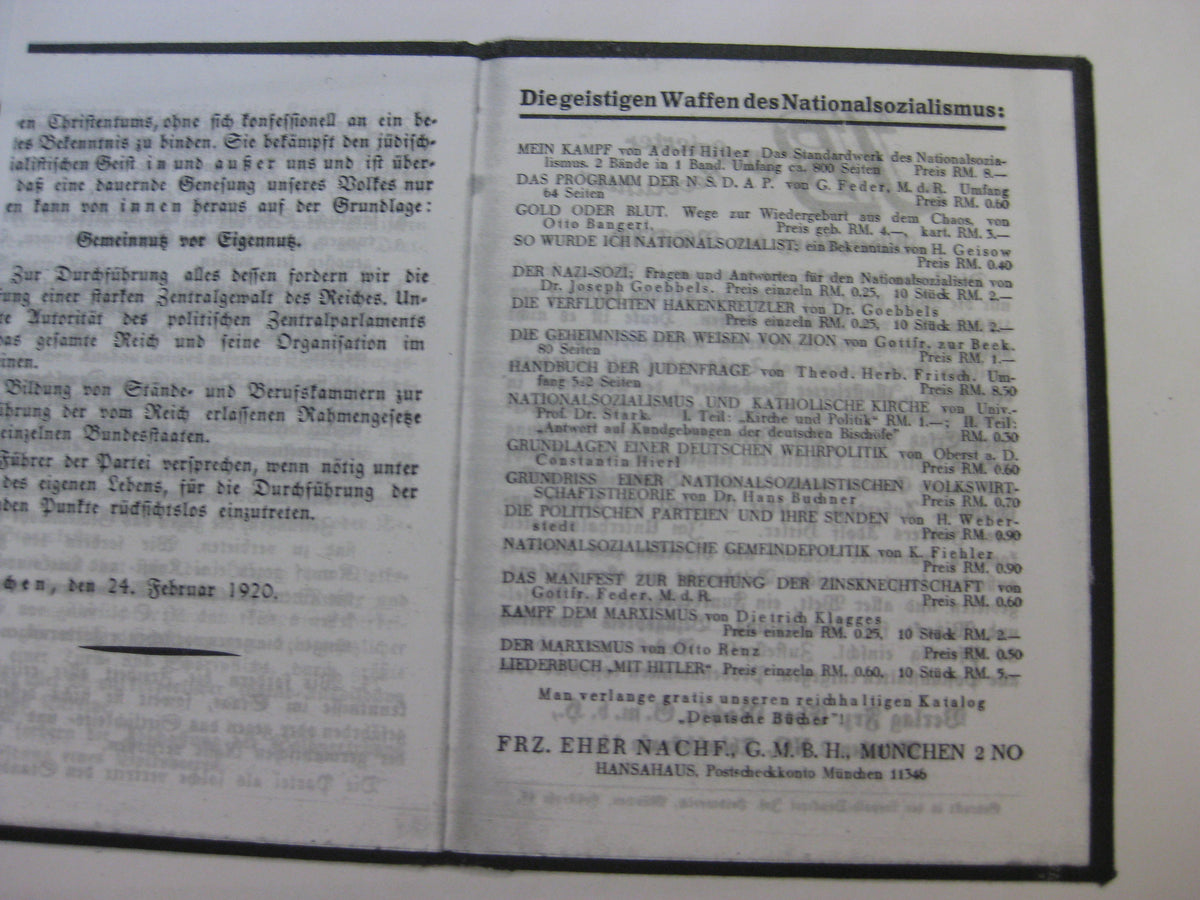 en Christentums, ohne sich konfessionell an ein be-
tes Bekenntnis zu binden. Sie bekämpft den jüdisch-
ialistischen Geist in und außer uns und ist über-
daß eine dauernde Genesung unseres Volkes nur
en kann von innen heraus auf der Grundlage:
Gemeinnutz vor Eigennutz.
Zur Durchführung alles dessen fordern wir die
fung einer starken Zentralgewalt des Reiches. Un-
te Autorität des politischen Zentralparlaments
das gesamte Reich und seine Organisation im
inen.
Bildung von Stände- und Berufskammern zur
ührung der vom Reich erlassenen Rahmengesetze
einzelnen Bundesstaaten.
Führer der Partei versprechen, wenn nötig unter
des eigenen Lebens, für die Durchführung der
den Punkte rücksichtslos einzutreten.
chen, den 24. Februar 1920.
Die geistigen Waffen des Nationalsozialismus:
MEIN KAMPF von Adolf Hitler Das Standardwerk des Nationalsozia-
lismus. 2 Bände in 1 Band. Umfang ca. 800 Seiten Preis RM. 8.—
DAS PROGRAMM DER N. S. D. A. P. von G. Feder, M. d. R. Umfang
64 Seiten Preis RM. 0.60
GOLD ODER BLUT. Wege zur Wiedergeburt aus dem Chaos. von
Otto Bangert. Preis geb. RM. 4.—, kart. RM. 3.—
SO WURDE ICH NATIONALSOZIALIST: ein Bekenntnis von H. Geisow
Preis RM. 0.40
DER NAZI-SOZI; Fragen und Antworten für den Nationalsozialisten von
Dr. Joseph Goebbels. Preis einzeln RM. 0.25, 10 Stück RM. 2.—
DIE VERFLUCHTEN HAKENKREUZLER von Dr. Goebbels
Preis einzeln RM. 0.25, 10 Stück RM. 2.—
DIE GEHEIMNISSE DER WEISEN VON ZION von Gottfr. zur Beek.
80 Seiten Preis RM. 1.—
HANDBUCH DER JUDENFRAGE von Theod. Herb. Fritsch. Um-
fang 502 Seiten Preis RM. 8.50
NATIONALSOZIALISMUS UND KATHOLISCHE KIRCHE von Univ.-
Prof. Dr. Stark. I. Teil: „Kirche und Politik“ RM. 1.—; II. Teil:
„Antwort auf Kundgebungen der deutschen Bischöfe“ RM. 0.30
GRUNDLAGEN EINER DEUTSCHEN WEHRPOLITIK von Oberst a. D.
Constantin Hierl Preis RM. 0.60
GRUNDRISS EINER NATIONALSOZIALISTISCHEN VOLKSWIRT-
SCHAFTSTHEORIE von Dr. Hans Buchner Preis RM. 0.70
DIE POLITISCHEN PARTEIEN UND IHRE SÜNDEN von H. Weber-
stedt Preis RM. 0.90
NATIONALSOZIALISTISCHE GEMEINDEPOLITIK von K. Fiehler
Preis RM. 0.90
DAS MANIFEST ZUR BRECHUNG DER ZINSKNECHTSCHAFT von
Gottfr. Feder, M. d. R. Preis RM. 0.60
KAMPF DEM MARXISMUS von Dietrich Klagges
Preis einzeln RM. 0.25, 10 Stück RM. 2.—
DER MARXISMUS von Otto Renz Preis RM. 0.50
LIEDERBUCH „MIT HITLER“ Preis einzeln RM. 0.60, 10 Stück RM. 5.—
Man verlange gratis unseren reichhaltigen Katalog
„Deutsche Bücher“!
FRZ. EHER NACHF., G. M. B. H., MÜNCHEN 2 NO
HANSAHAUS, Postscheckkonto München 11346